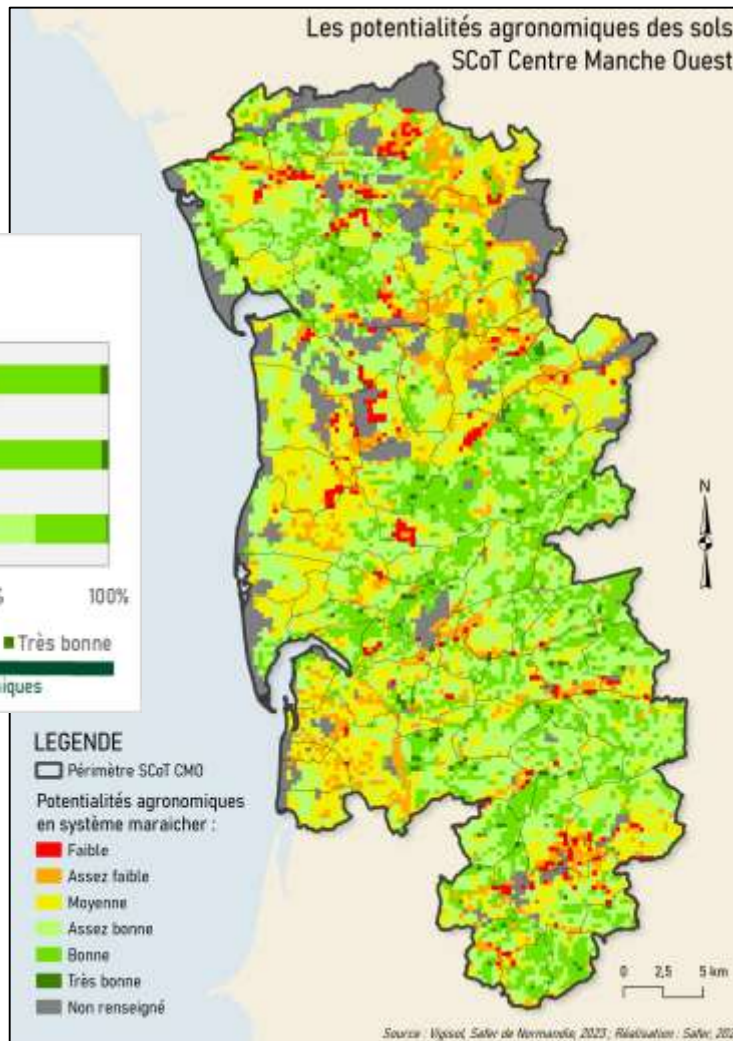 Les potentialités agronomiques des sols
SCoT Centre Manche Ouest
%
100%
Très bonne
iques
N
LEGENDE
Périmètre SCoT CMO
Potentialités agronomiques
en système maraicher :
Faible
Assez faible
Moyenne
Assez bonne
Bonne
Très bonne
Non renseigné
0 2,5 5 km
Source : Vigisol, Safer de Normandie, 2023 ; Réalisation : Safer, 202